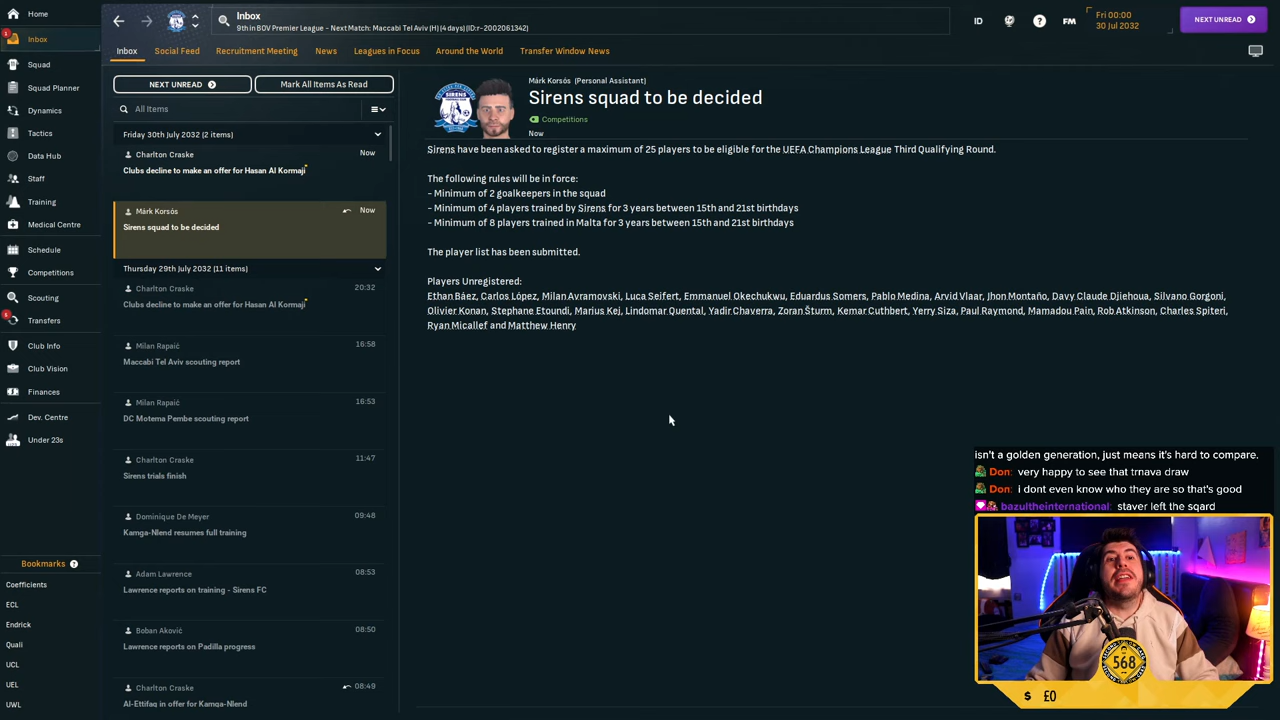 Home
Inbox
Squad
Squad Planner
Dynamics
Tactics
Data Hub
Staff
Training
Medical Centre
Schedule
Competitions
Scouting
Transfers
Club Info
Club Vision
Finances
Dev. Centre
Under 23s
Bookmarks ?
Coefficients
ECL
Endrick
Quali
UCL
UEL
UWL
Inbox
9th in BOV Premier League - Next Match: Maccabi Tel Aviv (H) (4 days) (ID:r-2002061342)
ID
?
FM
Fri 00:00
30 Jul 2032
NEXT UNREAD
Inbox Social Feed Recruitment Meeting News Leagues in Focus Around the World Transfer Window News
NEXT UNREAD Mark All Items As Read
All Items
Friday 30th July 2032 (2 items)
Charlton Craske Now
Clubs decline to make an offer for Hasan Al Kormaji
Márk Korsós Now
Sirens squad to be decided
Thursday 29th July 2032 (11 items)
Charlton Craske 20:32
Clubs decline to make an offer for Hasan Al Kormaji
Milan Rapaić 16:58
Maccabi Tel Aviv scouting report
Milan Rapaić 16:53
DC Motema Pembe scouting report
Charlton Craske 11:47
Sirens trials finish
Dominique De Meyer 09:48
Kamga-Nlend resumes full training
Adam Lawrence 08:53
Lawrence reports on training - Sirens FC
Boban Aković 08:50
Lawrence reports on Padilla progress
Charlton Craske 08:49
Al-Ettifaq in offer for Kamga-Nlend
SIRENS
Márk Korsós (Personal Assistant)
Sirens squad to be decided
Competitions
Now
Sirens have been asked to register a maximum of 25 players to be eligible for the UEFA Champions League Third Qualifying Round.
The following rules will be in force:
- Minimum of 2 goalkeepers in the squad
- Minimum of 4 players trained by Sirens for 3 years between 15th and 21st birthdays
- Minimum of 8 players trained in Malta for 3 years between 15th and 21st birthdays
The player list has been submitted.
Players Unregistered:
Ethan Báez, Carlos López, Milan Avramovski, Luca Seifert, Emmanuel Okechukwu, Eduardus Somers, Pablo Medina, Arvid Vlaar, Jhon Montaño, Davy Claude Djiehoua, Silvano Gorgoni,
Olivier Konan, Stephane Etoundi, Marius Kej, Lindomar Quental, Yadir Chaverra, Zoran Šturm, Kemar Cuthbert, Yerry Siza, Paul Raymond, Mamadou Pain, Rob Atkinson, Charles Spiteri,
Ryan Micallef and Matthew Henry
isn't a golden generation, just means it's hard to compare.
Don: very happy to see that trnava draw
Don: i dont even know who they are so that's good
bazultheinternational: staver left the sqard
568
$ £0